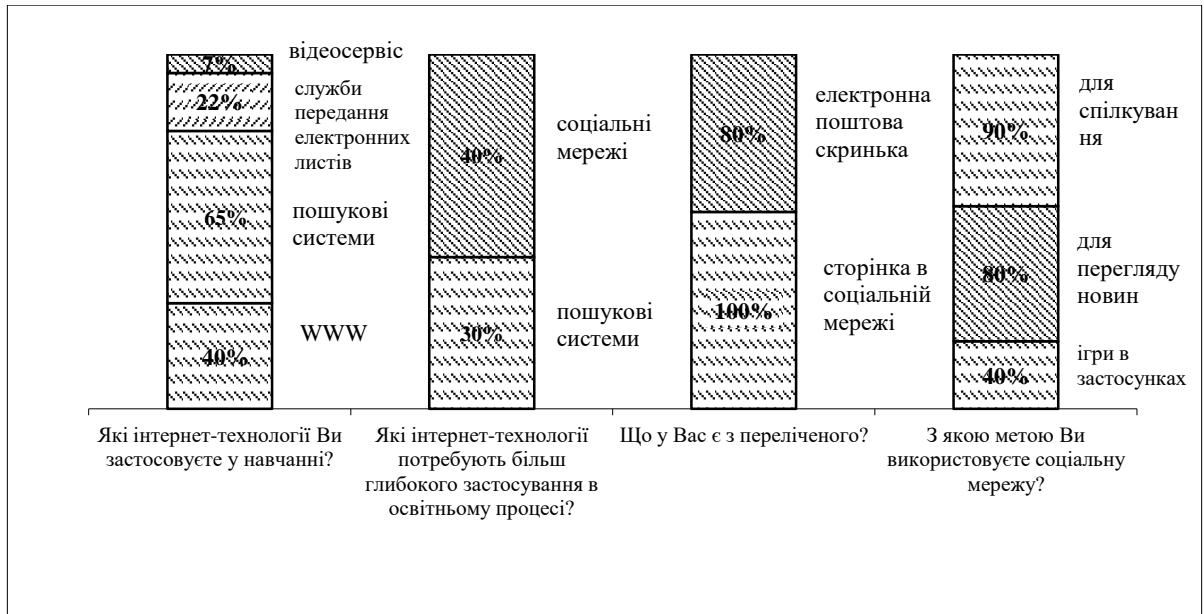 7%
відеосервіс
22%
служби
передання
електронних
листів
65%
пошукові
системи
40%
WWW
40%
соціальні
мережі
30%
пошукові
системи
80%
електронна
поштова
скринька
100%
сторінка в
соціальній
мережі
90%
для
спілкуван
ня
80%
для
перегляду
новин
40%
ігри в
застосунках
Які інтернет-технології Ви
застосовуєте у навчанні?
Які інтернет-технології
потребують більш
глибокого застосування в
освітньому процесі?
Що у Вас є з переліченого?
З якою метою Ви
використовуєте соціальну
мережу?